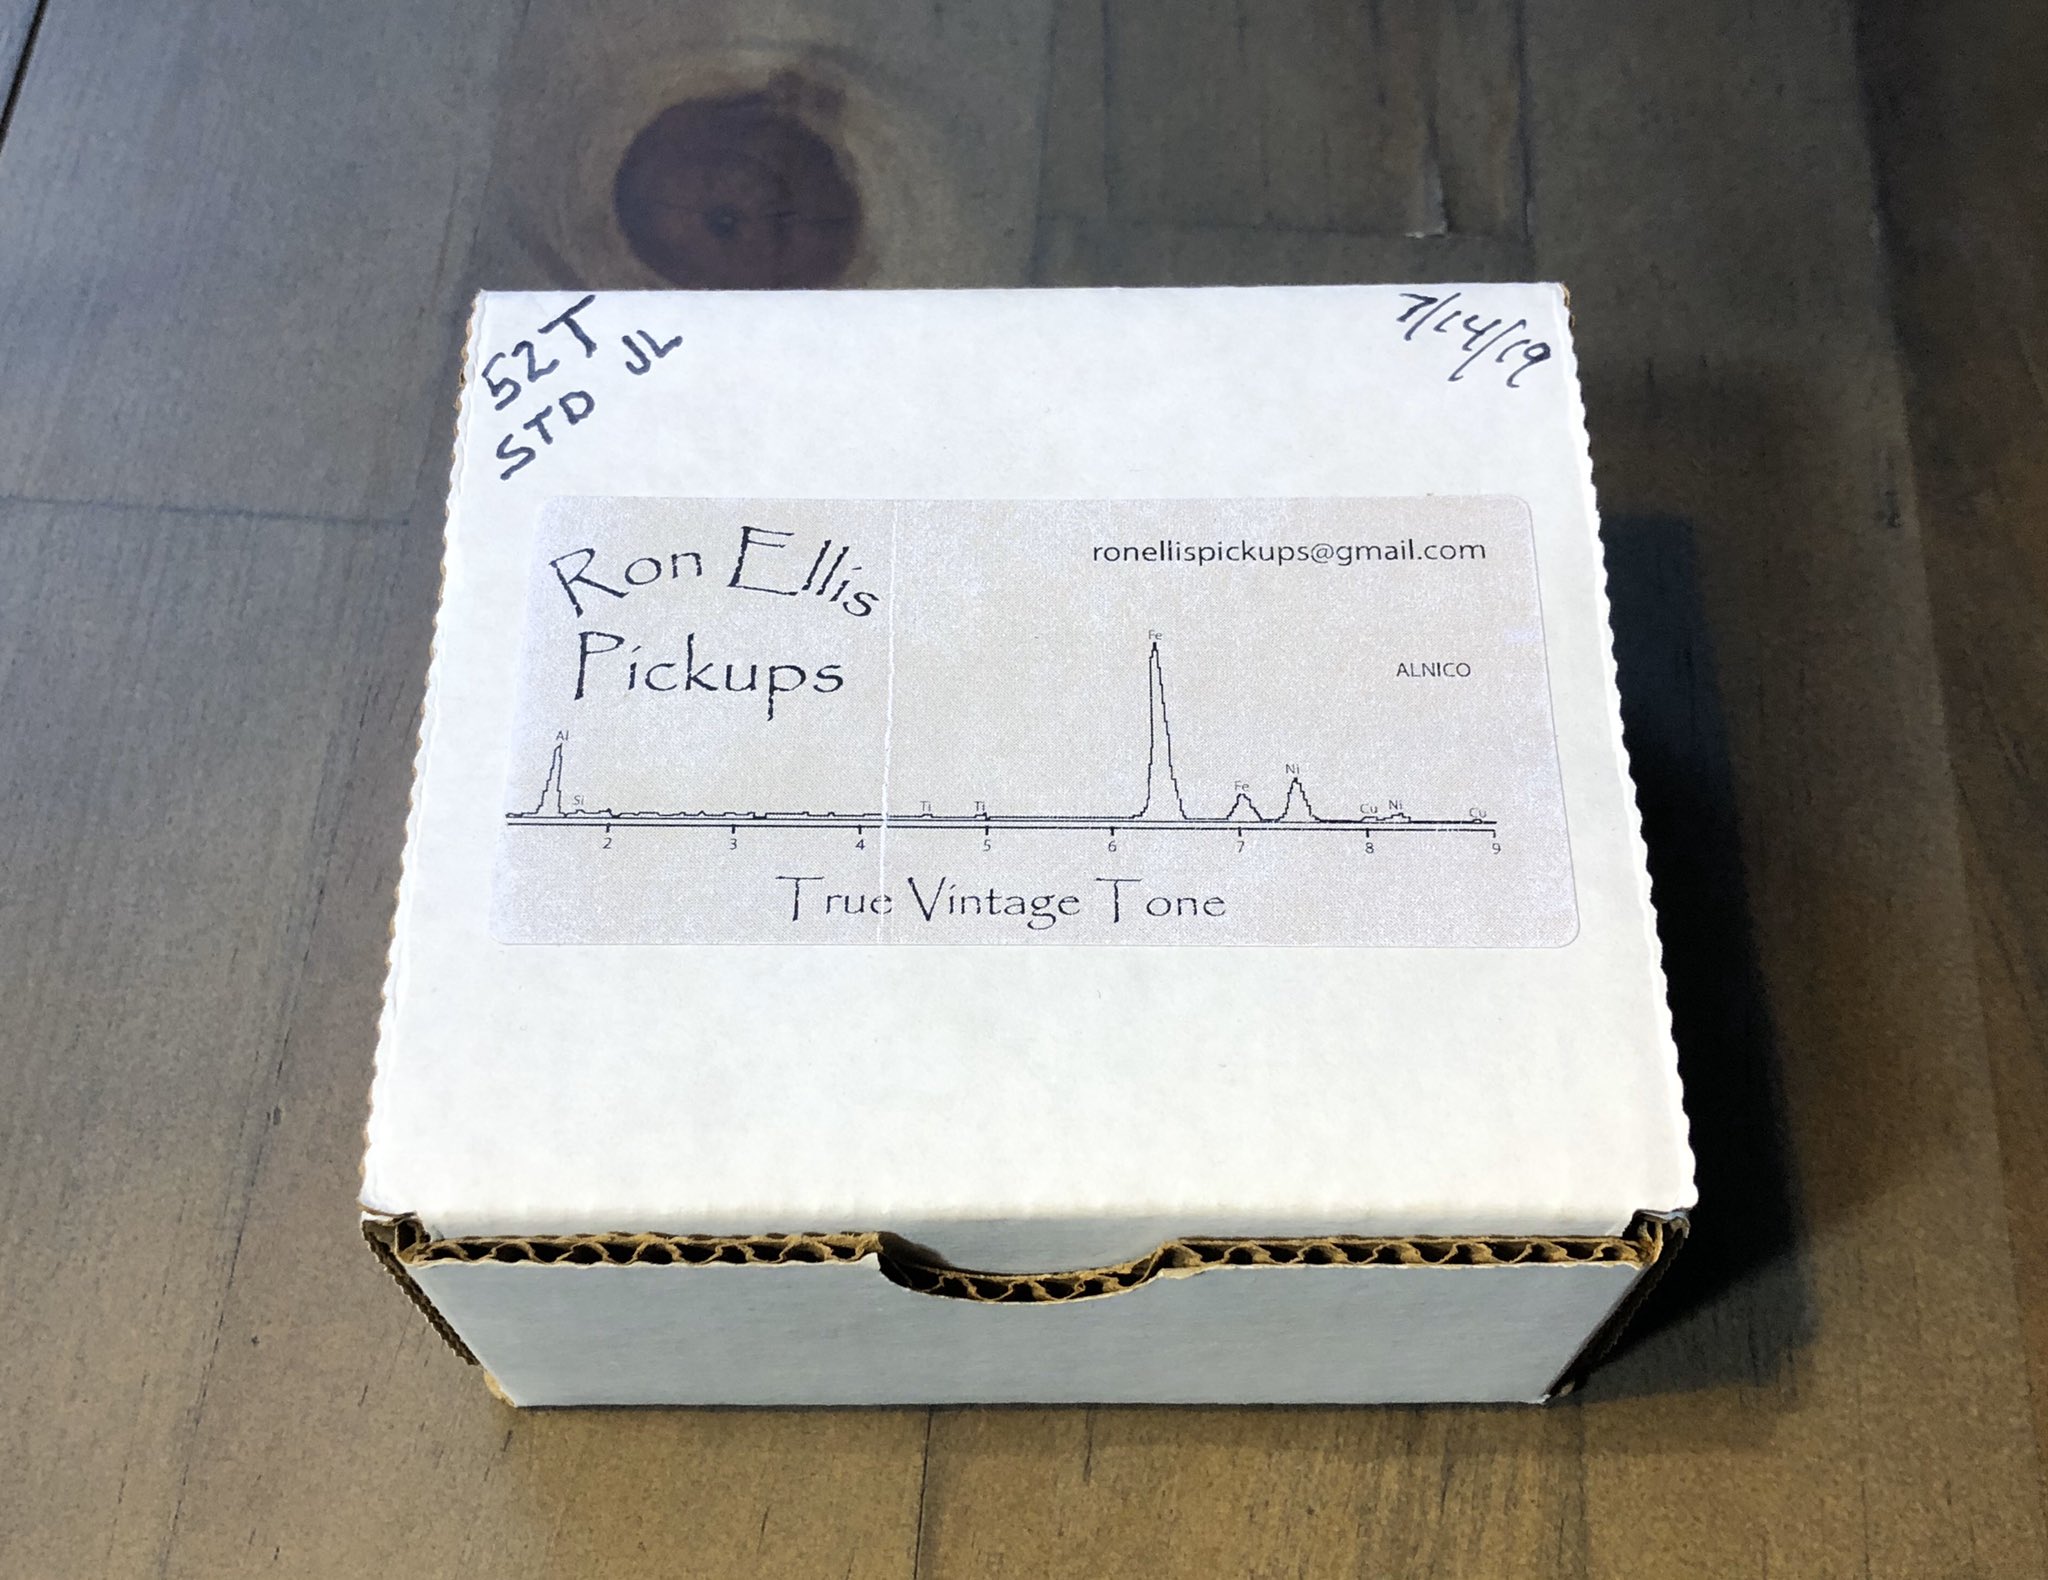 52T JL
STD
7/14/19
Ron Ellis
Pickups
ronellispickups@gmail.com
ALNICO
Al
Si
Ti
Ti
Fe
Fe
Ni
Cu
Ni
Cu
2 3 4 5 6 7 8 9
True Vintage Tone